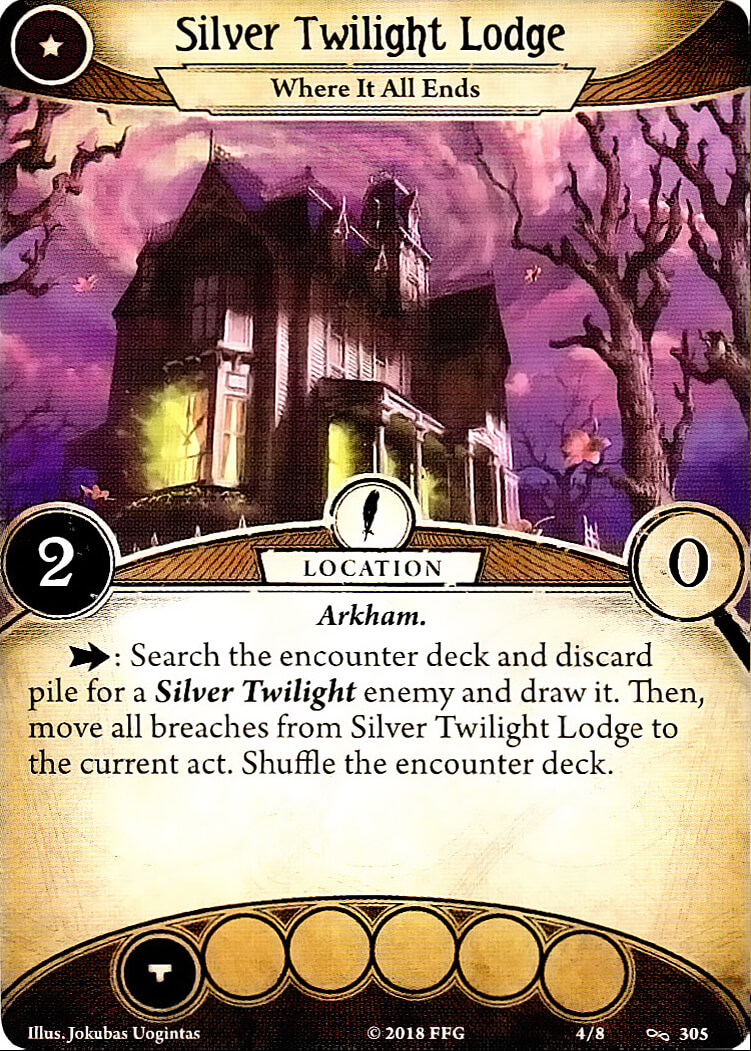 Silver Twilight Lodge
Where It All Ends
2
LOCATION
0
Arkham.
: Search the encounter deck and discard
pile for a Silver Twilight enemy and draw it. Then,
move all breaches from Silver Twilight Lodge to
the current act. Shuffle the encounter deck.
Illus. Jokubas Uogintas
© 2018 FFG
4/8
305